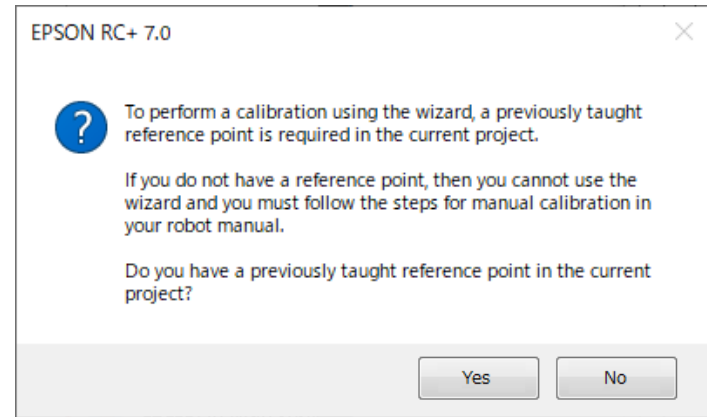 EPSON RC+ 7.0
To perform a calibration using the wizard, a previously taught
reference point is required in the current project.
If you do not have a reference point, then you cannot use the
wizard and you must follow the steps for manual calibration in
your robot manual.
Do you have a previously taught reference point in the current
project?
Yes
No